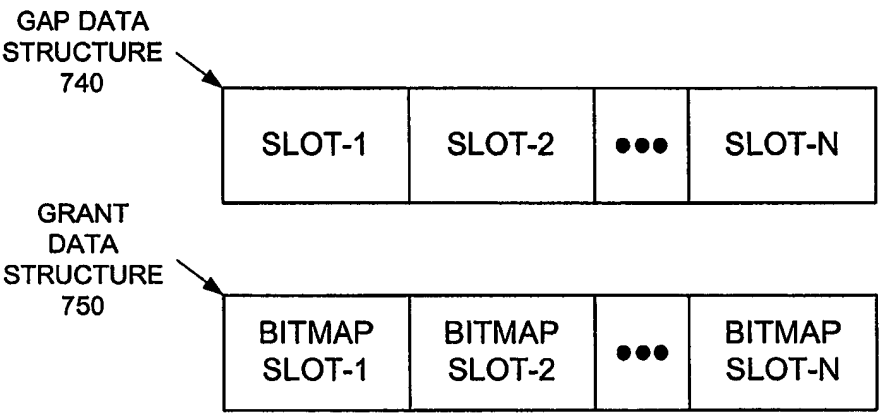 GAP DATA
STRUCTURE
740
SLOT-1 SLOT-2 ●●● SLOT-N
GRANT
DATA
STRUCTURE
750
BITMAP BITMAP ●●● BITMAP
SLOT-1 SLOT-2 SLOT-N